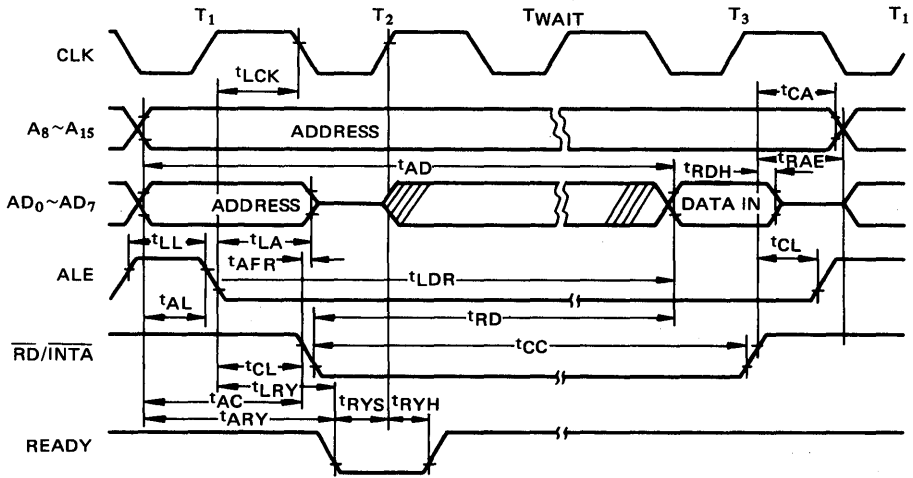 T1 T2 TWAIT T3 T1
CLK
tLCK tCA
A8~A15 ADDRESS
tAD tRDH tRAE
AD0~AD7 ADDRESS DATA IN
tLL tLA tCL
tAFR
ALE tLDR
tAL
tRD
RD/INTA tCC
tCL
tLRY
tAC
tARY tRYS tRYH
READY